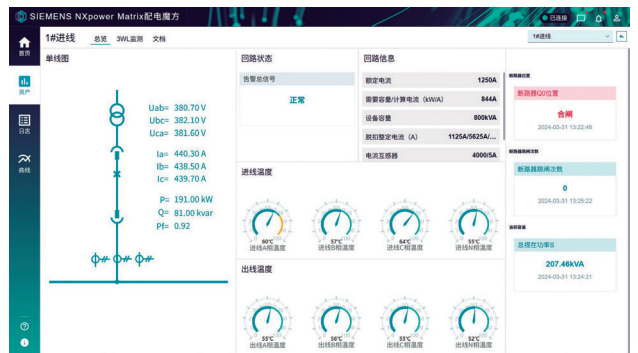 SIEMENS NXpower Matrix配电魔方
已连接
首页
资产
日志
曲线
1#进线
总览
3WL监测
文档
1#进线
单线图
Uab= 380.70 V
Ubc= 382.10 V
Uca= 381.60 V
Ia= 440.30 A
Ib= 438.50 A
Ic= 439.70 A
P= 191.00 kW
Q= 81.00 kvar
Pf= 0.92
回路状态
告警总信号
正常
回路信息
额定电流 1250A
需要容量/计算电流（kW/A） 844A
设备容量 800kVA
脱扣整定电流（A） 1125A/5625A/...
电流互感器 4000/5A
进线温度
60℃ 57℃ 64℃ 55℃
进线A相温度 进线B相温度 进线C相温度 进线N相温度
出线温度
55℃ 56℃ 55℃ 52℃
出线A相温度 出线B相温度 出线C相温度 出线N相温度
断路器位置
断路器Q0位置
合闸
2024-03-31 13:22:46
断路器跳闸次数
断路器跳闸次数
0
2024-03-31 13:25:22
总视在功率S
207.46kVA
2024-03-31 13:24:21